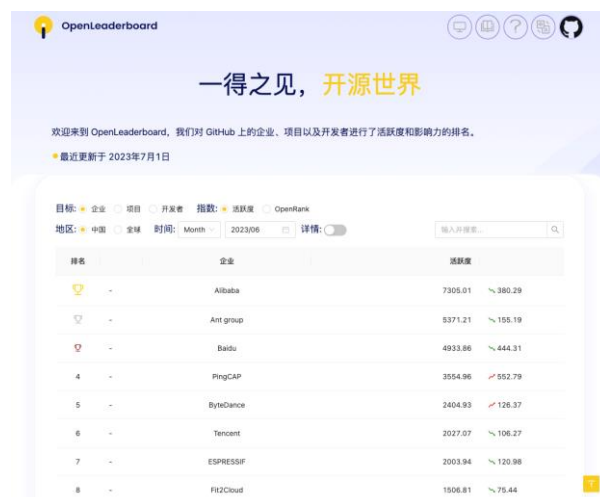 OpenLeaderboard
一得之见，开源世界
欢迎来到 OpenLeaderboard，我们对 GitHub 上的企业、项目以及开发者进行了活跃度和影响力的排名。
最近更新于 2023年7月1日
目标: 企业 项目 开发者 指数: 活跃度 OpenRank
地区: 中国 全球 时间: Month 2023/06 详情: 输入并搜索...
排名 企业 活跃度
- Alibaba 7305.01 380.29
- Ant group 5371.21 155.19
- Baidu 4933.86 444.31
4 - PingCAP 3554.96 552.79
5 - ByteDance 2404.93 126.37
6 - Tencent 2027.07 106.27
7 - ESPRESSIF 2003.94 120.98
8 - Fit2Cloud 1506.81 75.44